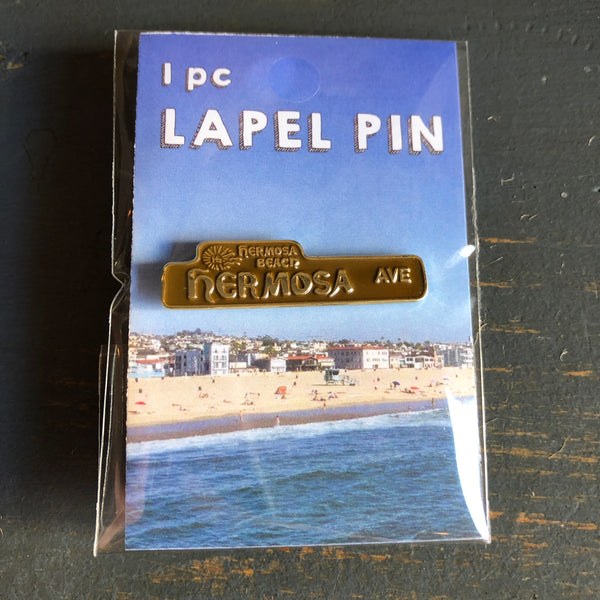 1 pc
LAPEL PIN
HERMOSA
BEACH
HERMOSA AVE